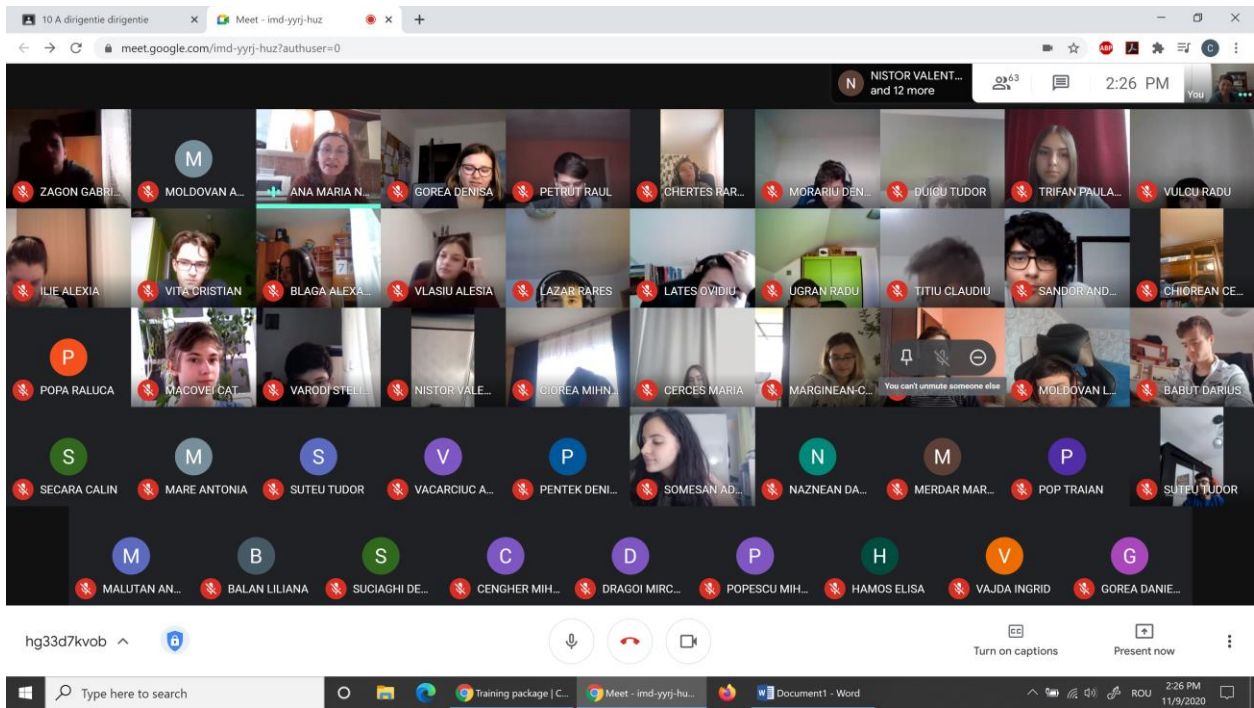 10 A dirigentie dirigentie
Meet - imd-yyrj-huz
meet.google.com/imd-yyrj-huz?authuser=0
ABP
C
N
NISTOR VALENT...
and 12 more
63
2:26 PM
You
M
ZAGON GABRI...
MOLDOVAN A...
ANA MARIA N...
GOREA DENISA
PETRUT RAUL
CHERTES RAR...
MORARIU DEN...
DUICU TUDOR
TRIFAN PAULA...
VULCU RADU
ILIE ALEXIA
VITA CRISTIAN
BLAGA ALEXA...
VLASIU ALESIA
LAZAR RARES
LATES OVIDIU
UGRAN RADU
TITIU CLAUDIU
SANDOR AND...
CHIOREAN CE...
P
You can't unmute someone else
POPA RALUCA
MACOVEI CAT...
VARODI STELI...
NISTOR VALE...
CIOREA MIHN...
CERCES MARIA
MARGINEAN-C...
MOLDOVAN L...
BABUT DARIUS
S
M
S
V
P
N
M
P
SECARA CALIN
MARE ANTONIA
SUTEU TUDOR
VACARCIUC A...
PENTEK DENI...
SOMESAN AD...
NAZNEAN DA...
MERDAR MAR...
POP TRAIAN
SUTEU TUDOR
M
B
S
C
D
P
H
V
G
MALUTAN AN...
BALAN LILIANA
SUCIAGHI DE...
CENGHER MIH...
DRAGOI MIRC...
POPESCU MIH...
HAMOS ELISA
VAJDA INGRID
GOREA DANIE...
hg33d7kvob
CC
Turn on captions
Present now
Type here to search
Training package | C...
Meet - imd-yyrj-hu...
Document1 - Word
ROU
2:26 PM
11/9/2020